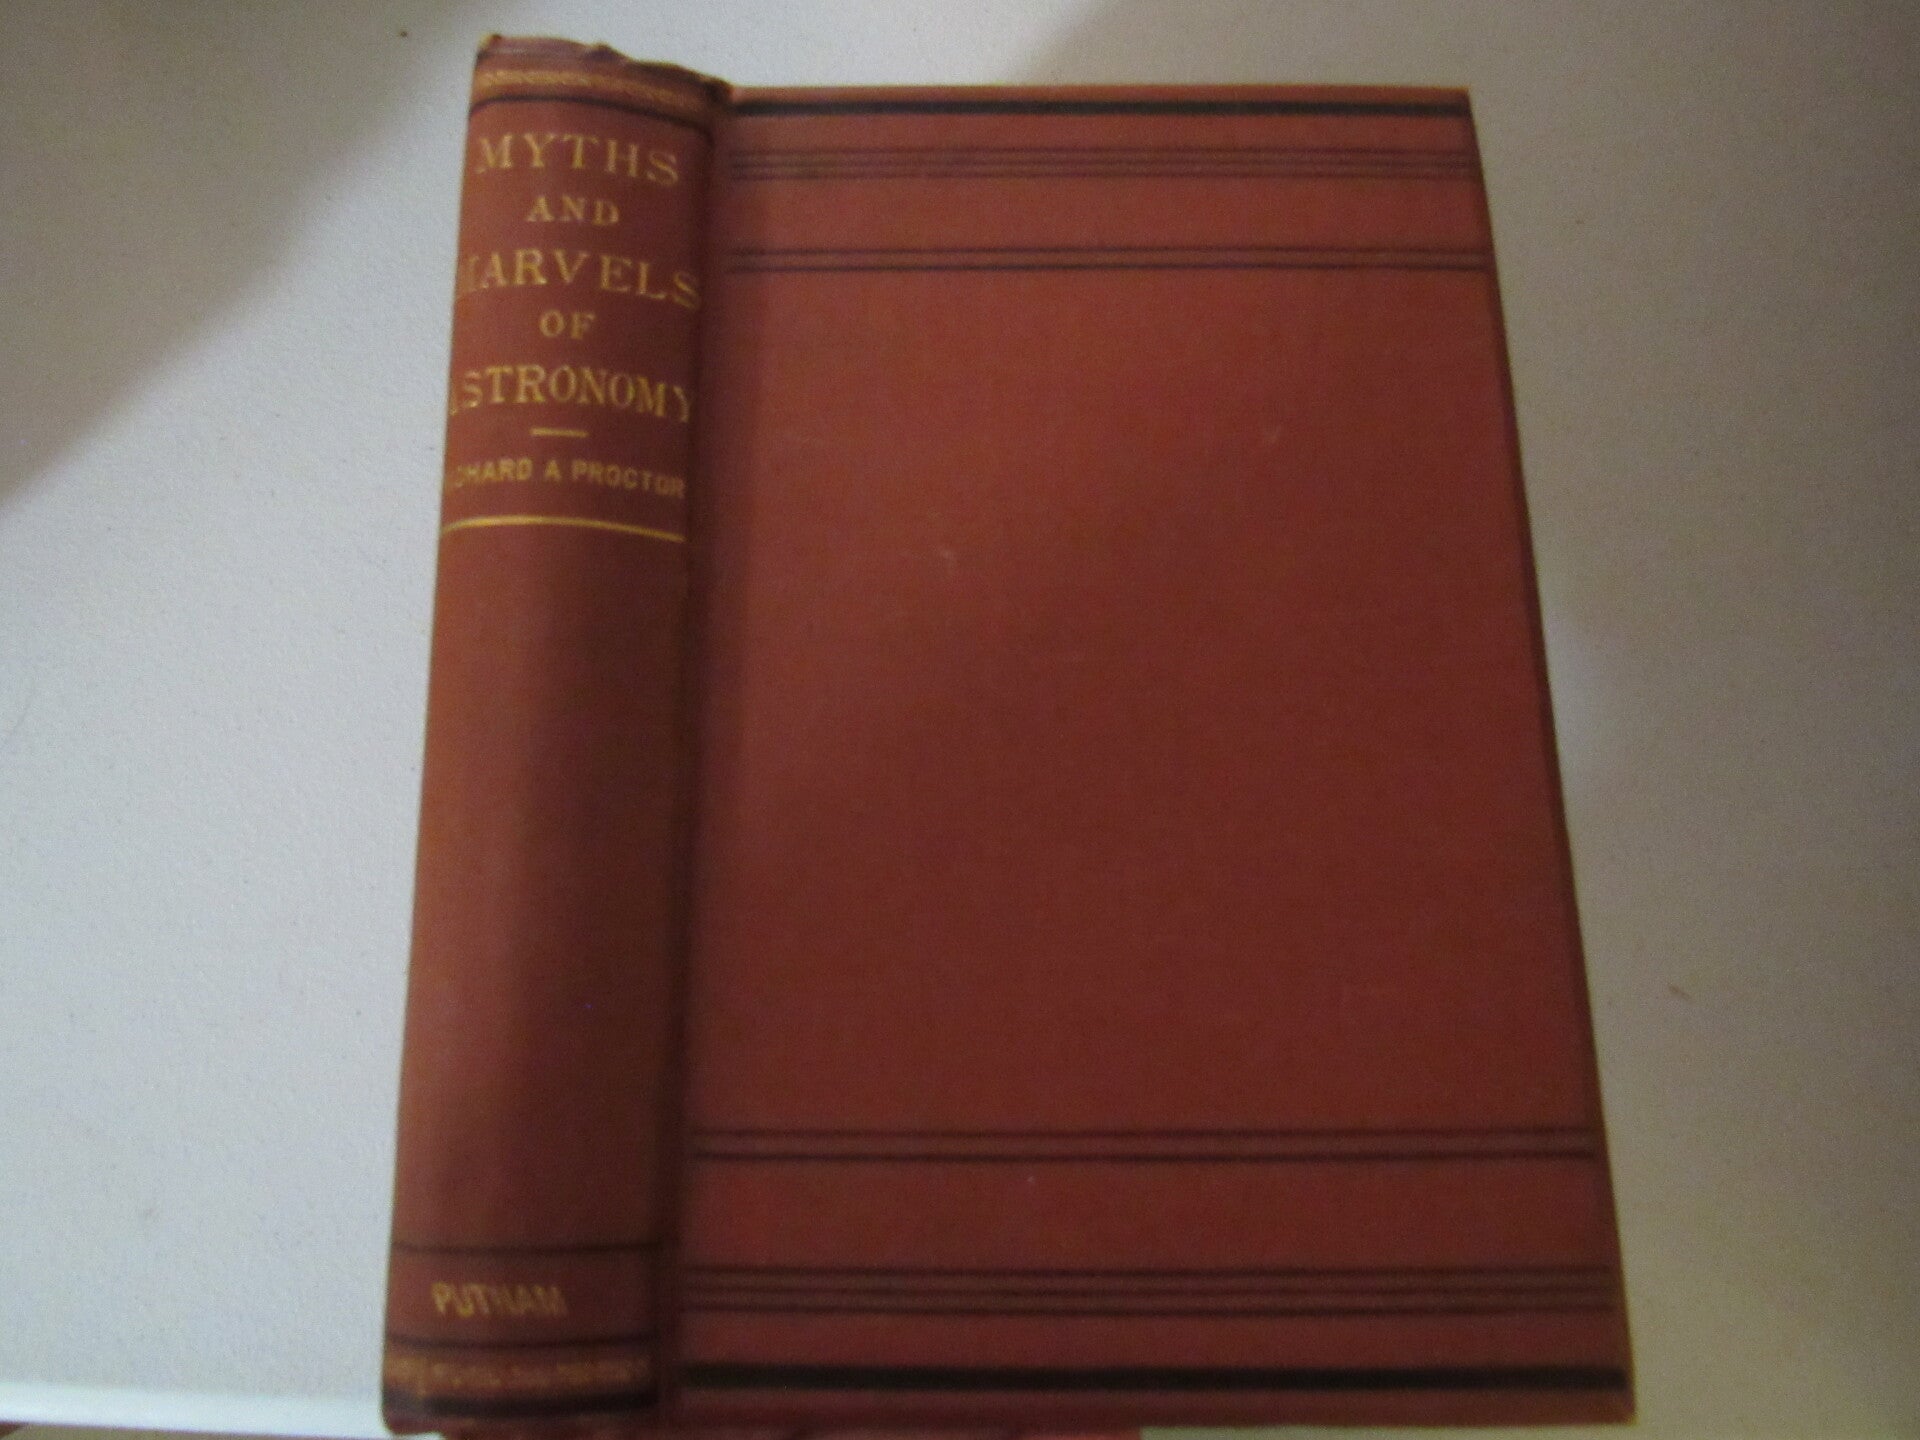 MYTHS
AND
MARVELS
OF
ASTRONOMY
RICHARD A PROCTOR
PUTNAM